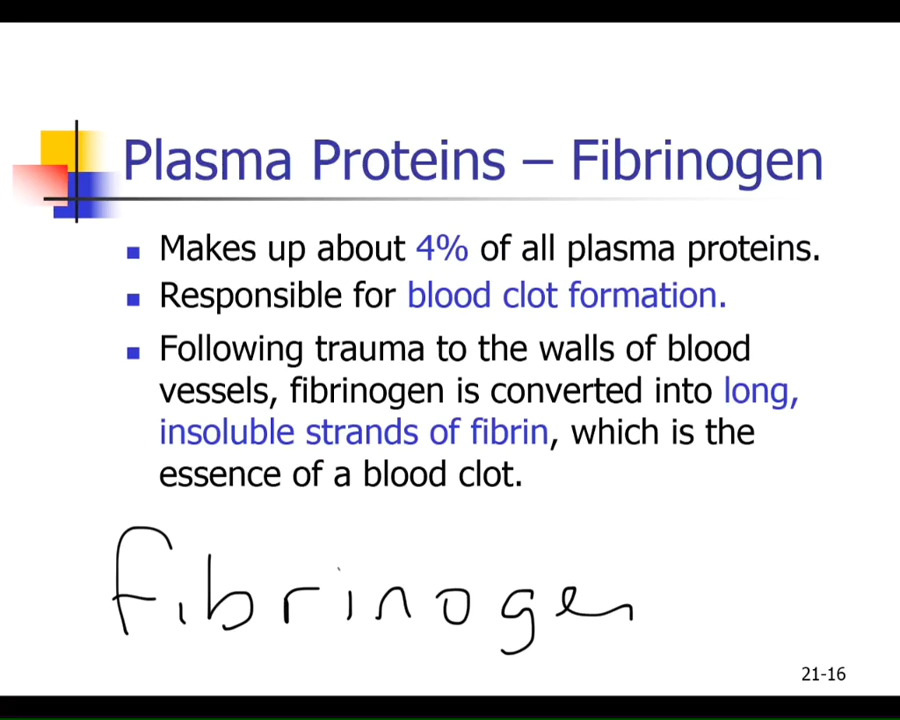 Plasma Proteins – Fibrinogen
Makes up about 4% of all plasma proteins.
Responsible for blood clot formation.
Following trauma to the walls of blood
vessels, fibrinogen is converted into long,
insoluble strands of fibrin, which is the
essence of a blood clot.
Fibrinogen
21-16